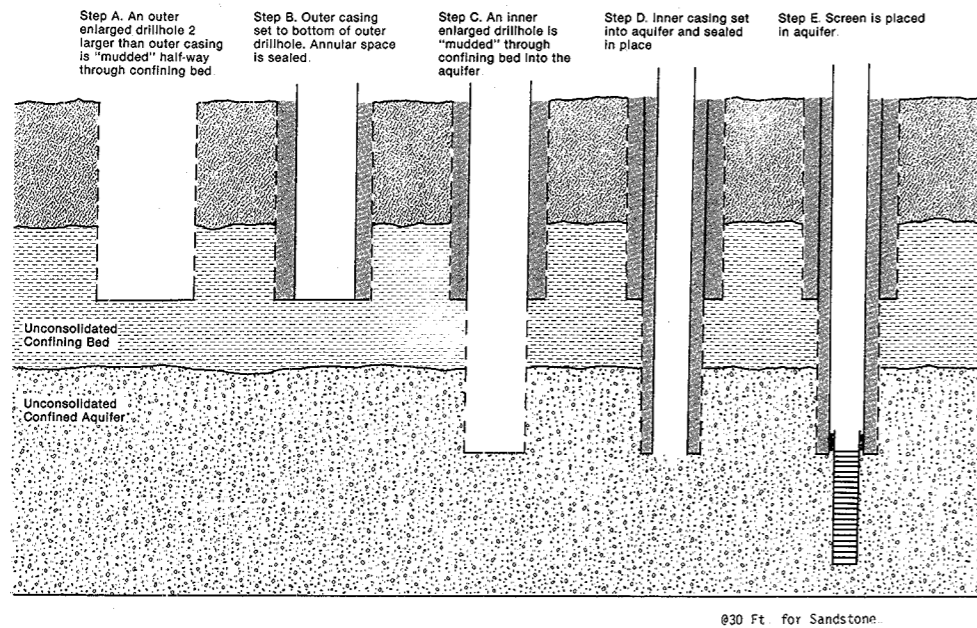 Step A. An outer
enlarged drillhole 2
larger than outer casing
is "mudded" half-way
through confining bed
Step B. Outer casing
set to bottom of outer
drillhole. Annular space
is sealed.
Step C. An inner
enlarged drillhole is
"mudded" through
confining bed into the
aquifer
Step D. Inner casing set
into aquifer and sealed
in place
Step E. Screen is placed
in aquifer
Unconsolidated
Confining Bed
Unconsolidated
Confined Aquifer
@30 Ft. for Sandstone